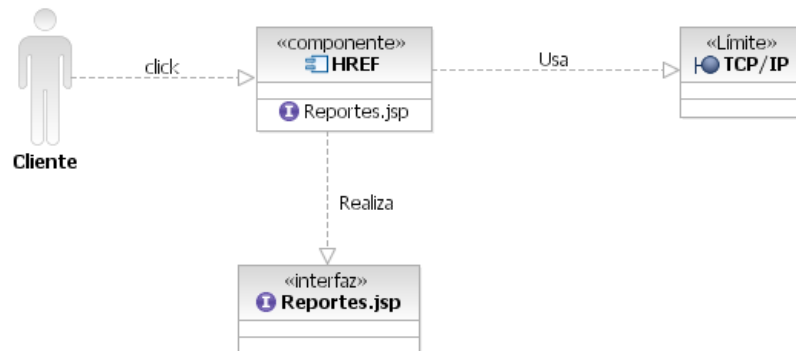 Cliente
click
«componente»
HREF
Reportes.jsp
Usa
«Límite»
TCP/IP
Realiza
«interfaz»
Reportes.jsp